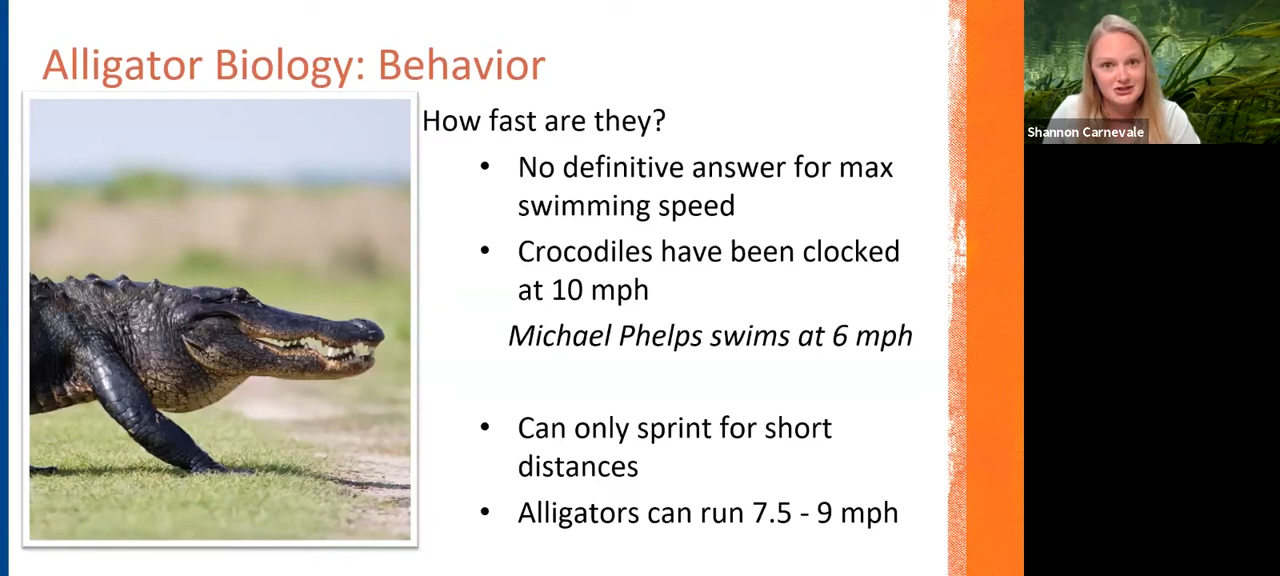 Alligator Biology: Behavior
How fast are they?
• No definitive answer for max
swimming speed
• Crocodiles have been clocked
at 10 mph
Michael Phelps swims at 6 mph
• Can only sprint for short
distances
• Alligators can run 7.5 - 9 mph
Shannon Carnevale